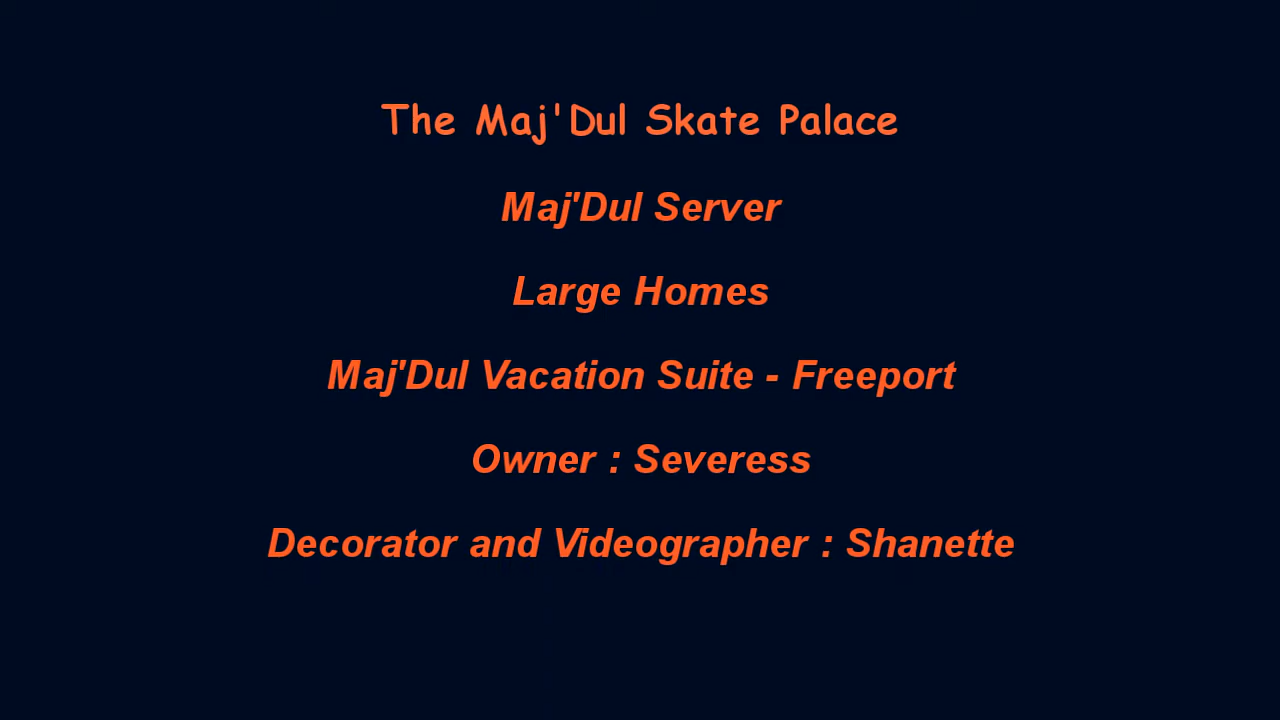 The Maj'Dul Skate Palace
Maj'Dul Server
Large Homes
Maj'Dul Vacation Suite - Freeport
Owner : Severess
Decorator and Videographer : Shanette